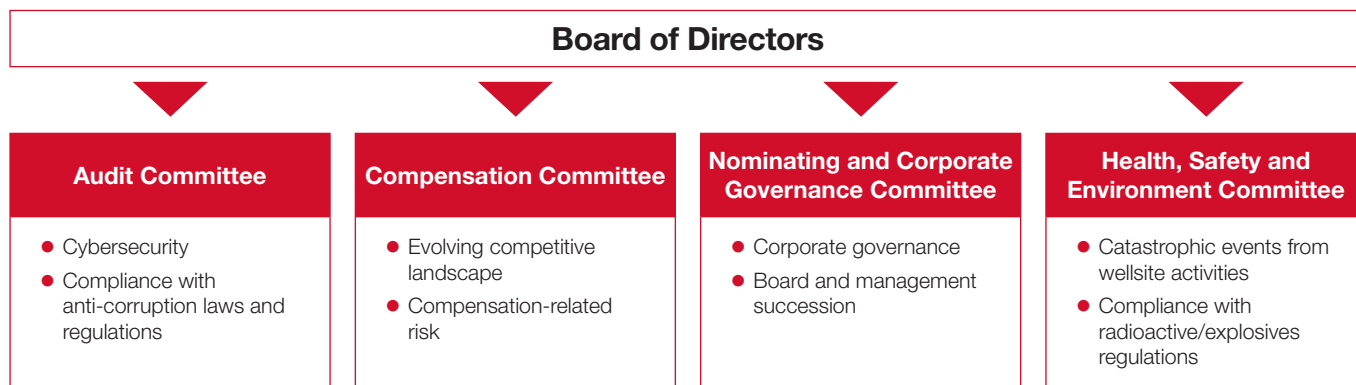 Board of Directors
Audit Committee
● Cybersecurity
● Compliance with
anti-corruption laws and
regulations
Compensation Committee
● Evolving competitive
landscape
● Compensation-related
risk
Nominating and Corporate
Governance Committee
● Corporate governance
● Board and management
succession
Health, Safety and
Environment Committee
● Catastrophic events from
wellsite activities
● Compliance with
radioactive/explosives
regulations